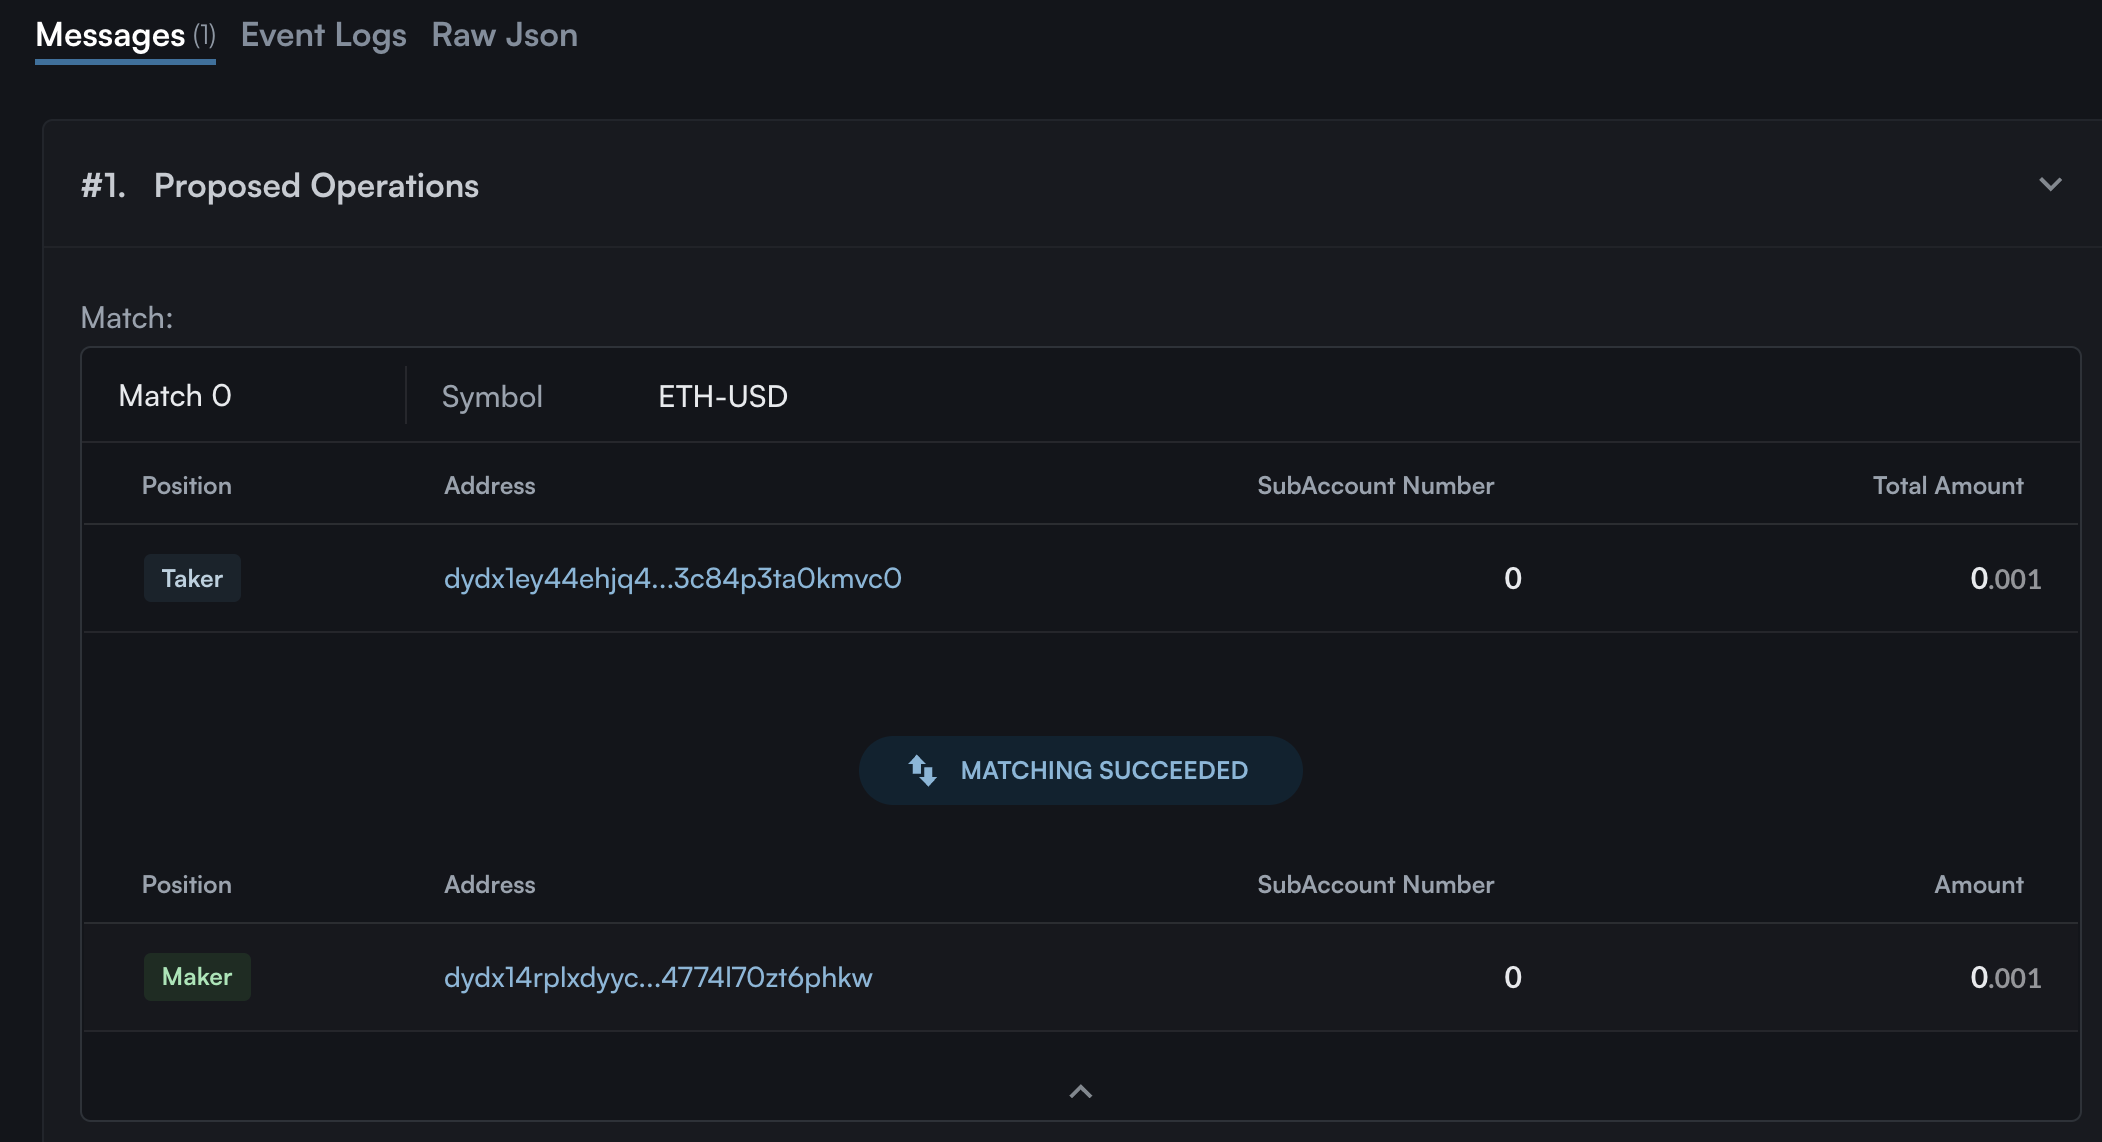 Messages (1) Event Logs Raw Json
#1. Proposed Operations
Match:
Match 0 Symbol ETH-USD
Position Address SubAccount Number Total Amount
Taker dydx1ey44ehjq4...3c84p3ta0kmvc0 0 0.001
MATCHING SUCCEEDED
Position Address SubAccount Number Amount
Maker dydx14rplxdyyc...4774l70zt6phkw 0 0.001